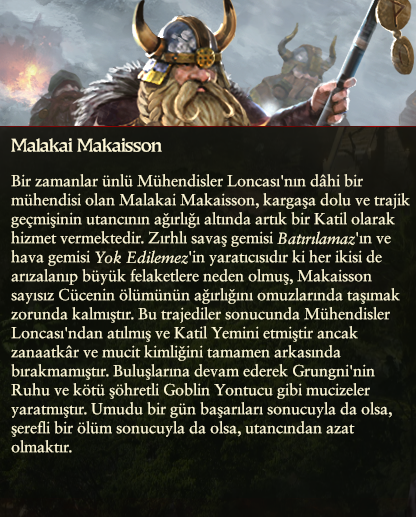 Malakai Makaisson
Bir zamanlar ünlü Mühendisler Loncası'nın dâhi bir
mühendisi olan Malakai Makaisson, kargaşa dolu ve trajik
geçmişinin utancının ağırlığı altında artık bir Katil olarak
hizmet vermektedir. Zırhlı savaş gemisi Batırılamaz'ın ve
hava gemisi Yok Edilemez'in yaratıcısıdır ki her ikisi de
arızalanıp büyük felaketlere neden olmuş, Makaisson
sayısız Cücenin ölümünün ağırlığını omuzlarında taşımak
zorunda kalmıştır. Bu trajediler sonucunda Mühendisler
Loncası'ndan atılmış ve Katil Yemini etmiştir ancak
zanaatkâr ve mucit kimliğini tamamen arkasında
bırakmamıştır. Buluşlarına devam ederek Grungni'nin
Ruhu ve kötü şöhretli Goblin Yontucu gibi mucizeler
yaratmıştır. Umudu bir gün başarıları sonucuyla da olsa,
şerefli bir ölüm sonucuyla da olsa, utancından azat
olmaktır.